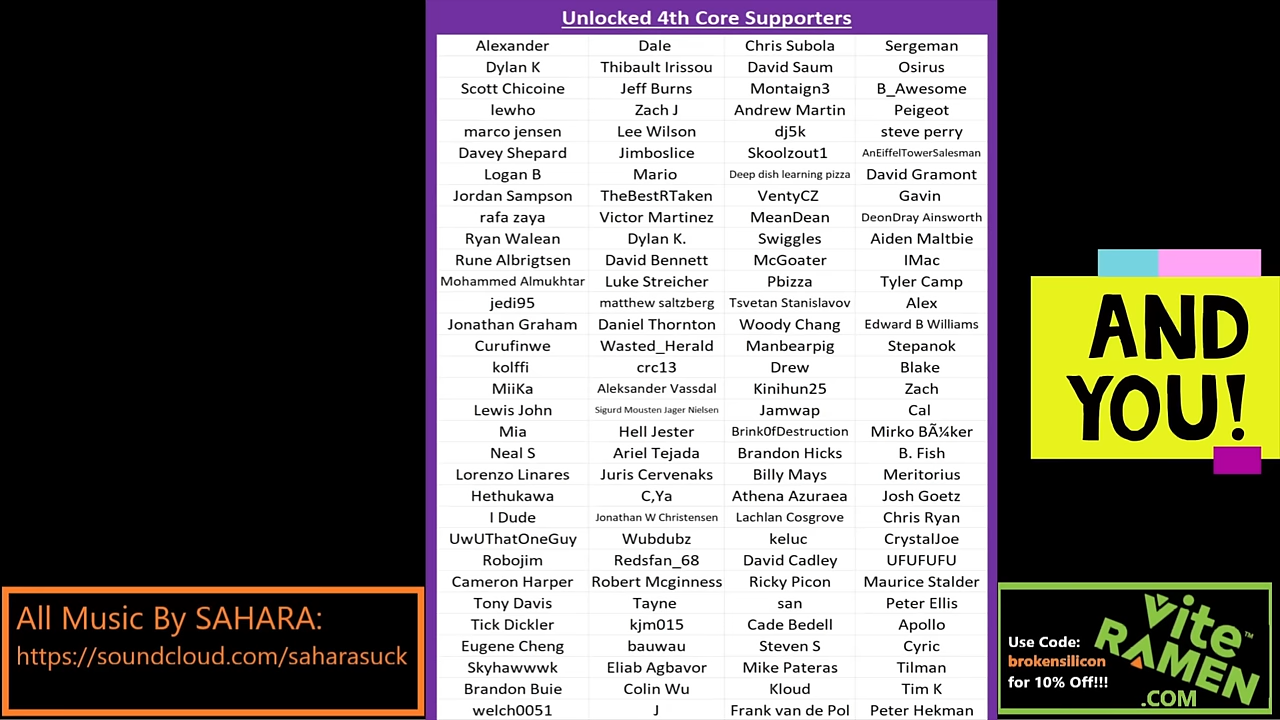 Unlocked 4th Core Supporters
Alexander Dale Chris Subola Sergeman
Dylan K Thibault Irissou David Saum Osirus
Scott Chicoine Jeff Burns Montaign3 B_Awesome
lewho Zach J Andrew Martin Peigeot
marco jensen Lee Wilson dj5k steve perry
Davey Shepard Jimboslice Skoolzout1 AnEiffelTowerSalesman
Logan B Mario Deep dish learning pizza David Gramont
Jordan Sampson TheBestRTaken VentyCZ Gavin
rafa zaya Victor Martinez MeanDean DeonDray Ainsworth
Ryan Walean Dylan K. Swiggles Aiden Maltbie
Rune Albrigtsen David Bennett McGoater IMac
Mohammed Almukhtar Luke Streicher Pbizza Tyler Camp
jedi95 matthew saltzberg Tsvetan Stanislavov Alex
Jonathan Graham Daniel Thornton Woody Chang Edward B Williams
Curufinwe Wasted_Herald Manbearpig Stepanok
kolffi crc13 Drew Blake
MiiKa Aleksander Vassdal Kinihun25 Zach
Lewis John Sigurd Mousten Jager Nielsen Jamwap Cal
Mia Hell Jester Brink0fDestruction Mirko BÃ¼ker
Neal S Ariel Tejada Brandon Hicks B. Fish
Lorenzo Linares Juris Cervenaks Billy Mays Meritorius
Hethukawa C,Ya Athena Azuraea Josh Goetz
I Dude Jonathan W Christensen Lachlan Cosgrove Chris Ryan
UwUThatOneGuy Wubdubz keluc CrystalJoe
Robojim Redsfan_68 David Cadley UFUFUFU
Cameron Harper Robert Mcginness Ricky Picon Maurice Stalder
Tony Davis Tayne san Peter Ellis
Tick Dickler kjm015 Cade Bedell Apollo
Eugene Cheng bauwau Steven S Cyric
Skyhawwwk Eliab Agbavor Mike Pateras Tilman
Brandon Buie Colin Wu Kloud Tim K
welch0051 J Frank van de Pol Peter Hekman
AND
YOU!
All Music By SAHARA:
https://soundcloud.com/saharasuck
Use Code:
brokensilicon
for 10% Off!!!
Vite™
RAMEN
.COM